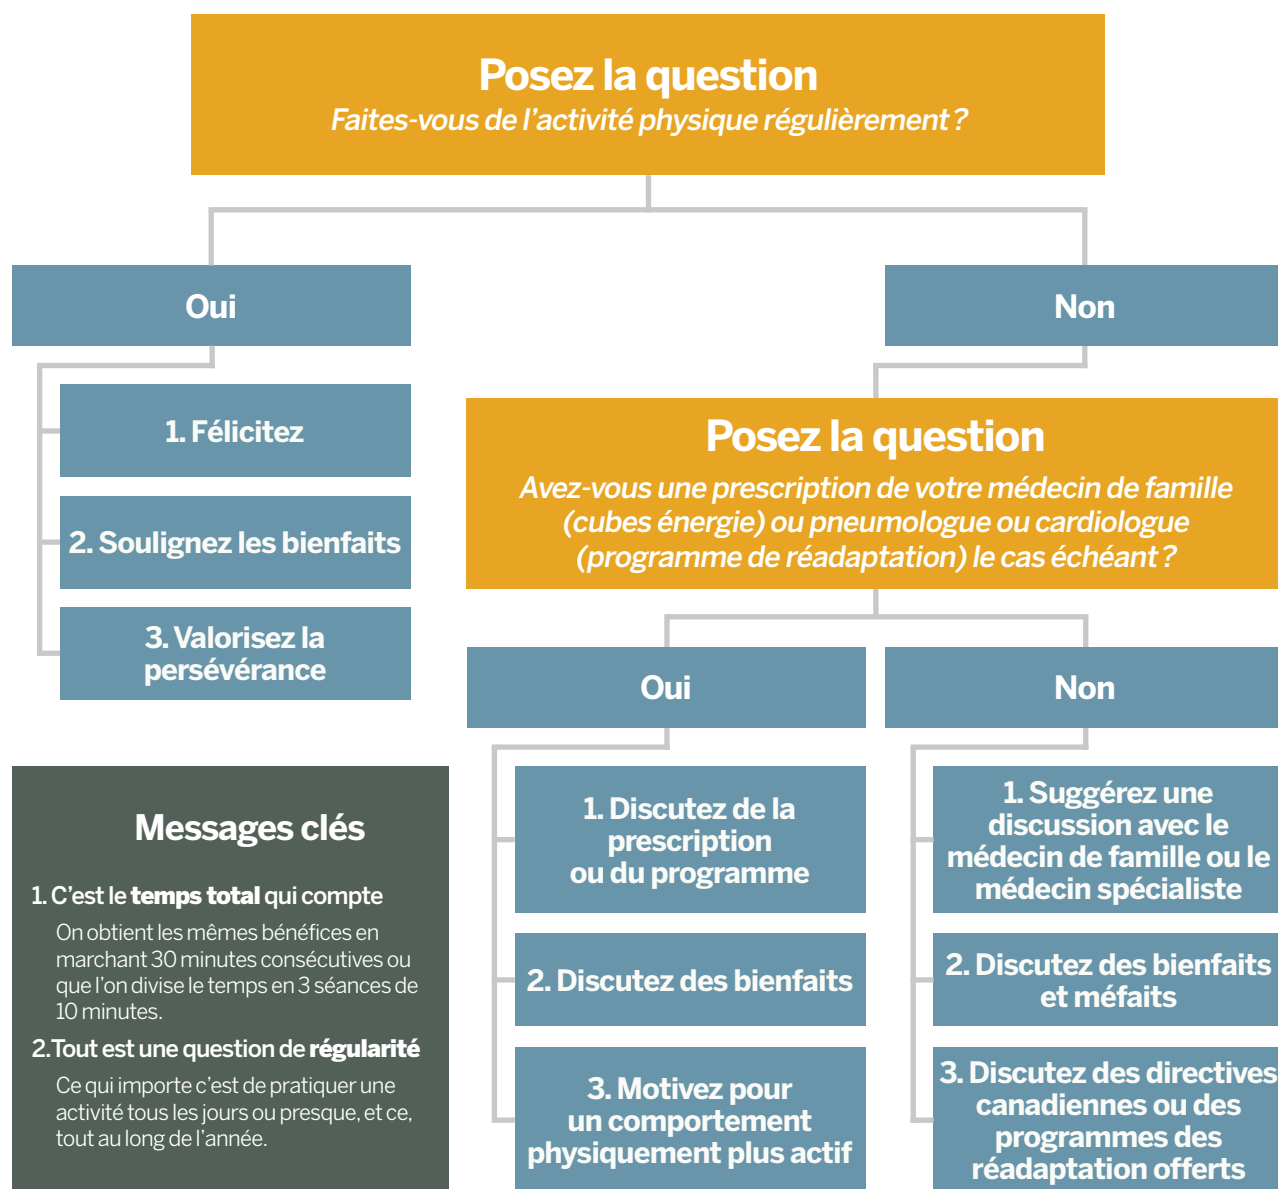 Posez la question
Faites-vous de l'activité physique régulièrement ?
Oui
Non
1. Félicitez
2. Soulignez les bienfaits
3. Valorisez la
persévérance
Posez la question
Avez-vous une prescription de votre médecin de famille
(cubes énergie) ou pneumologue ou cardiologue
(programme de réadaptation) le cas échéant ?
Oui
Non
1. Discutez de la
prescription
ou du programme
2. Discutez des bienfaits
3. Motivez pour
un comportement
physiquement plus actif
1. Suggérez une
discussion avec le
médecin de famille ou le
médecin spécialiste
2. Discutez des bienfaits
et méfaits
3. Discutez des directives
canadiennes ou des
programmes des
réadaptation offerts
Messages clés
1. C'est le temps total qui compte
On obtient les mêmes bénéfices en
marchant 30 minutes consécutives ou
que l'on divise le temps en 3 séances de
10 minutes.
2.Tout est une question de régularité
Ce qui importe c'est de pratiquer une
activité tous les jours ou presque, et ce,
tout au long de l'année.